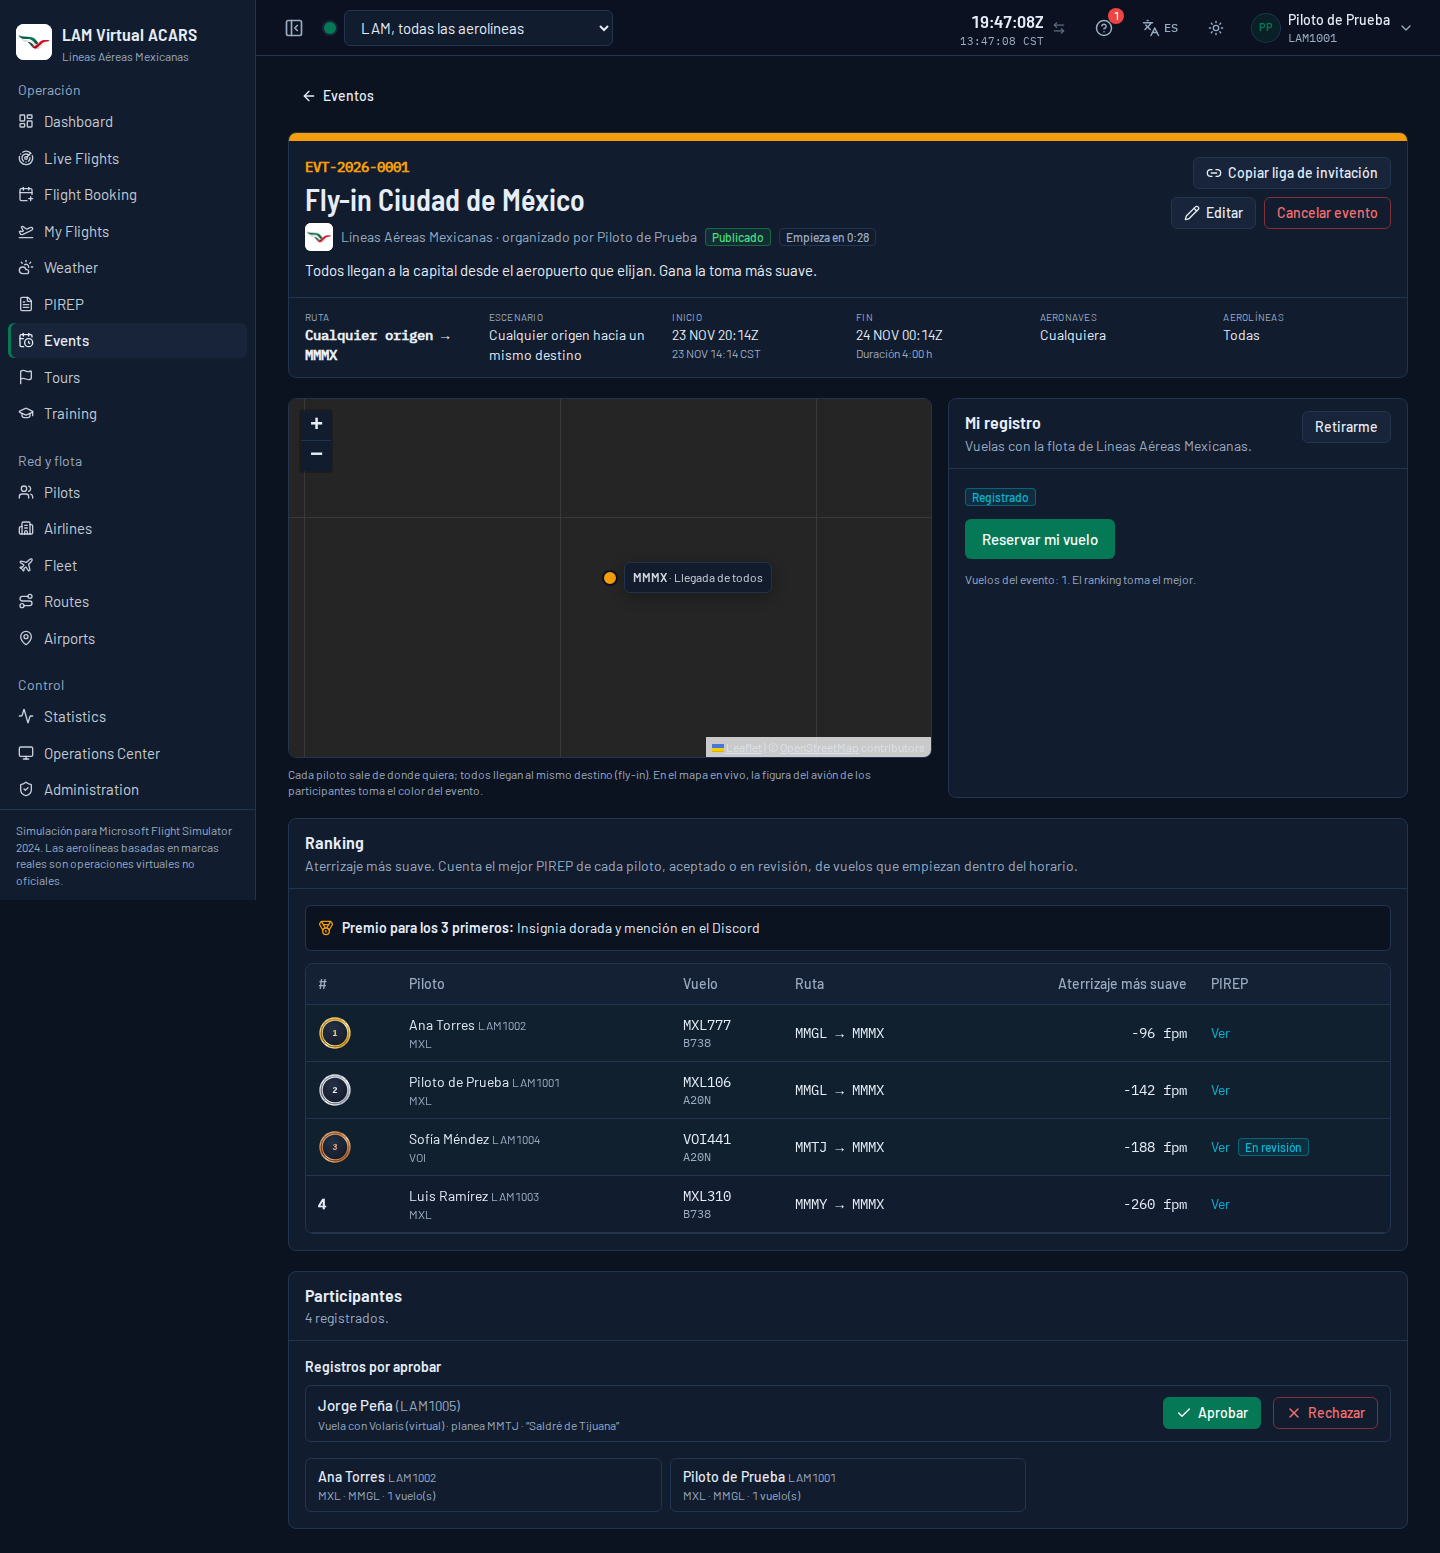 LAM Virtual ACARS
Líneas Aéreas Mexicanas
Operación
Dashboard
Live Flights
Flight Booking
My Flights
Weather
PIREP
Events
Tours
Training
Red y flota
Pilots
Airlines
Fleet
Routes
Airports
Control
Statistics
Operations Center
Administration
Simulación para Microsoft Flight Simulator
2024. Las aerolíneas basadas en marcas
reales son operaciones virtuales no
oficiales.
LAM, todas las aerolíneas
19:47:08Z
13:47:08 CST
1
ES
PP
Piloto de Prueba
LAM1001
← Eventos
EVT-2026-0001
Fly-in Ciudad de México
Líneas Aéreas Mexicanas · organizado por Piloto de Prueba Publicado Empieza en 0:28
Todos llegan a la capital desde el aeropuerto que elijan. Gana la toma más suave.
Copiar liga de invitación
Editar Cancelar evento
RUTA
Cualquier origen →
MMMX
ESCENARIO
Cualquier origen hacia un
mismo destino
INICIO
23 NOV 20:14Z
23 NOV 14:14 CST
FIN
24 NOV 00:14Z
Duración 4:00 h
AERONAVES
Cualquiera
AEROLÍNEAS
Todas
+
−
MMMX · Llegada de todos
Leaflet | © OpenStreetMap contributors
Cada piloto sale de donde quiera; todos llegan al mismo destino (fly-in). En el mapa en vivo, la figura del avión de los
participantes toma el color del evento.
Mi registro
Vuelas con la flota de Líneas Aéreas Mexicanas.
Retirarme
Registrado
Reservar mi vuelo
Vuelos del evento: 1. El ranking toma el mejor.
Ranking
Aterrizaje más suave. Cuenta el mejor PIREP de cada piloto, aceptado o en revisión, de vuelos que empiezan dentro del horario.
Premio para los 3 primeros: Insignia dorada y mención en el Discord
# Piloto Vuelo Ruta Aterrizaje más suave PIREP
1 Ana Torres LAM1002 MXL777 MMGL → MMMX -96 fpm Ver
MXL B738
2 Piloto de Prueba LAM1001 MXL106 MMGL → MMMX -142 fpm Ver
MXL A20N
3 Sofía Méndez LAM1004 VOI441 MMTJ → MMMX -188 fpm Ver En revisión
VOI A20N
4 Luis Ramírez LAM1003 MXL310 MMMY → MMMX -260 fpm Ver
MXL B738
Participantes
4 registrados.
Registros por aprobar
Jorge Peña (LAM1005)
Vuela con Volaris (virtual) · planea MMTJ · “Saldré de Tijuana”
Aprobar Rechazar
Ana Torres LAM1002
MXL · MMGL · 1 vuelo(s)
Piloto de Prueba LAM1001
MXL · MMGL · 1 vuelo(s)